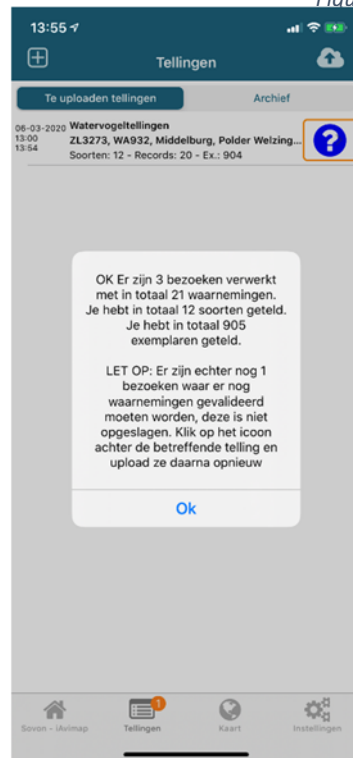 Figu
13:55
Tellingen
Te uploaden tellingen
Archief
06-03-2020 Watervogeltellingen
13:00 ZL3273, WA932, Middelburg, Polder Welzing...
13:54 Soorten: 12 - Records: 20 - Ex.: 904
?
OK Er zijn 3 bezoeken verwerkt
met in totaal 21 waarnemingen.
Je hebt in totaal 12 soorten geteld.
Je hebt in totaal 905
exemplaren geteld.
LET OP: Er zijn echter nog 1
bezoeken waar er nog
waarnemingen gevalideerd
moeten worden, deze is niet
opgeslagen. Klik op het icoon
achter de betreffende telling en
upload ze daarna opnieuw
Ok
1
Sovon - iAvimap
Tellingen
Kaart
Instellingen